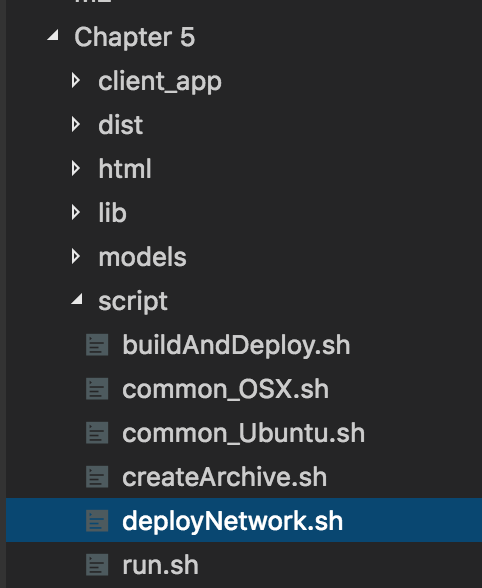 Chapter 5
client_app
dist
html
lib
models
script
buildAndDeploy.sh
common_OSX.sh
common_Ubuntu.sh
createArchive.sh
deployNetwork.sh
run.sh